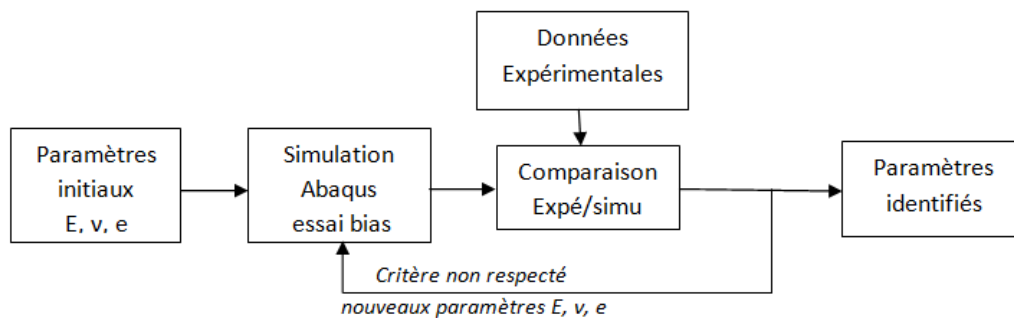 Données
Expérimentales
Paramètres
initiaux
E, ν, e
Simulation
Abaqus
essai bias
Comparaison
Expé/simu
Paramètres
identifiés
Critère non respecté
nouveaux paramètres E, ν, e